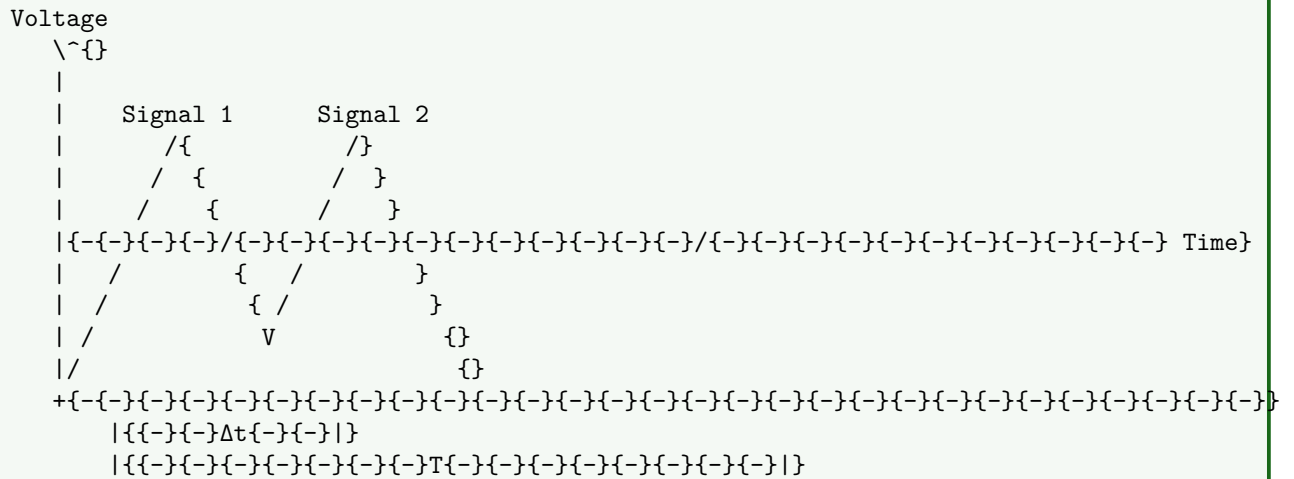 Voltage
   \^{}
   |
   |    Signal 1      Signal 2
   |       /{           /}
   |      /  {         /  }
   |     /    {       /    }
   |{-{-}{-}{-}/{-}{-}{-}{-}{-}{-}{-}{-}{-}{-}{-}/{-}{-}{-}{-}{-}{-}{-}{-}{-}{-}{-} Time}
   |   /        {   /        }
   |  /          { /          }
   | /            V            {}
   |/                           {}
   +{-{-}{-}{-}{-}{-}{-}{-}{-}{-}{-}{-}{-}{-}{-}{-}{-}{-}{-}{-}{-}{-}{-}{-}{-}{-}{-}{-}{-}}
       |{{-}{-}Δt{-}{-}|}
       |{{-}{-}{-}{-}{-}{-}{-}T{-}{-}{-}{-}{-}{-}{-}{-}|}